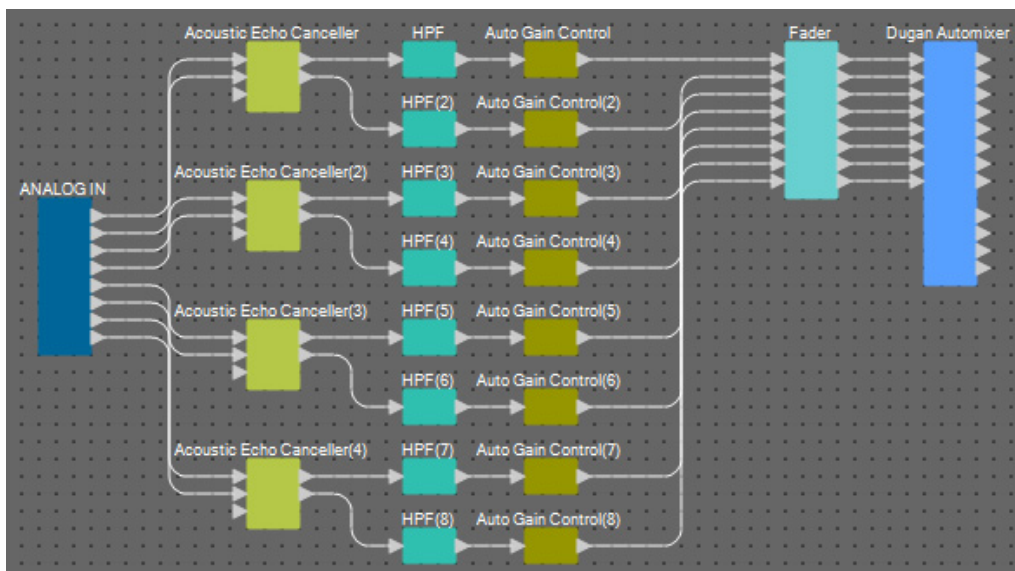 Acoustic Echo Canceller
HPF
Auto Gain Control
Fader
Dugan Automixer
HPF(2)
Auto Gain Control(2)
Acoustic Echo Canceller(2)
HPF(3)
Auto Gain Control(3)
ANALOG IN
HPF(4)
Auto Gain Control(4)
Acoustic Echo Canceller(3)
HPF(5)
Auto Gain Control(5)
HPF(6)
Auto Gain Control(6)
Acoustic Echo Canceller(4)
HPF(7)
Auto Gain Control(7)
HPF(8)
Auto Gain Control(8)